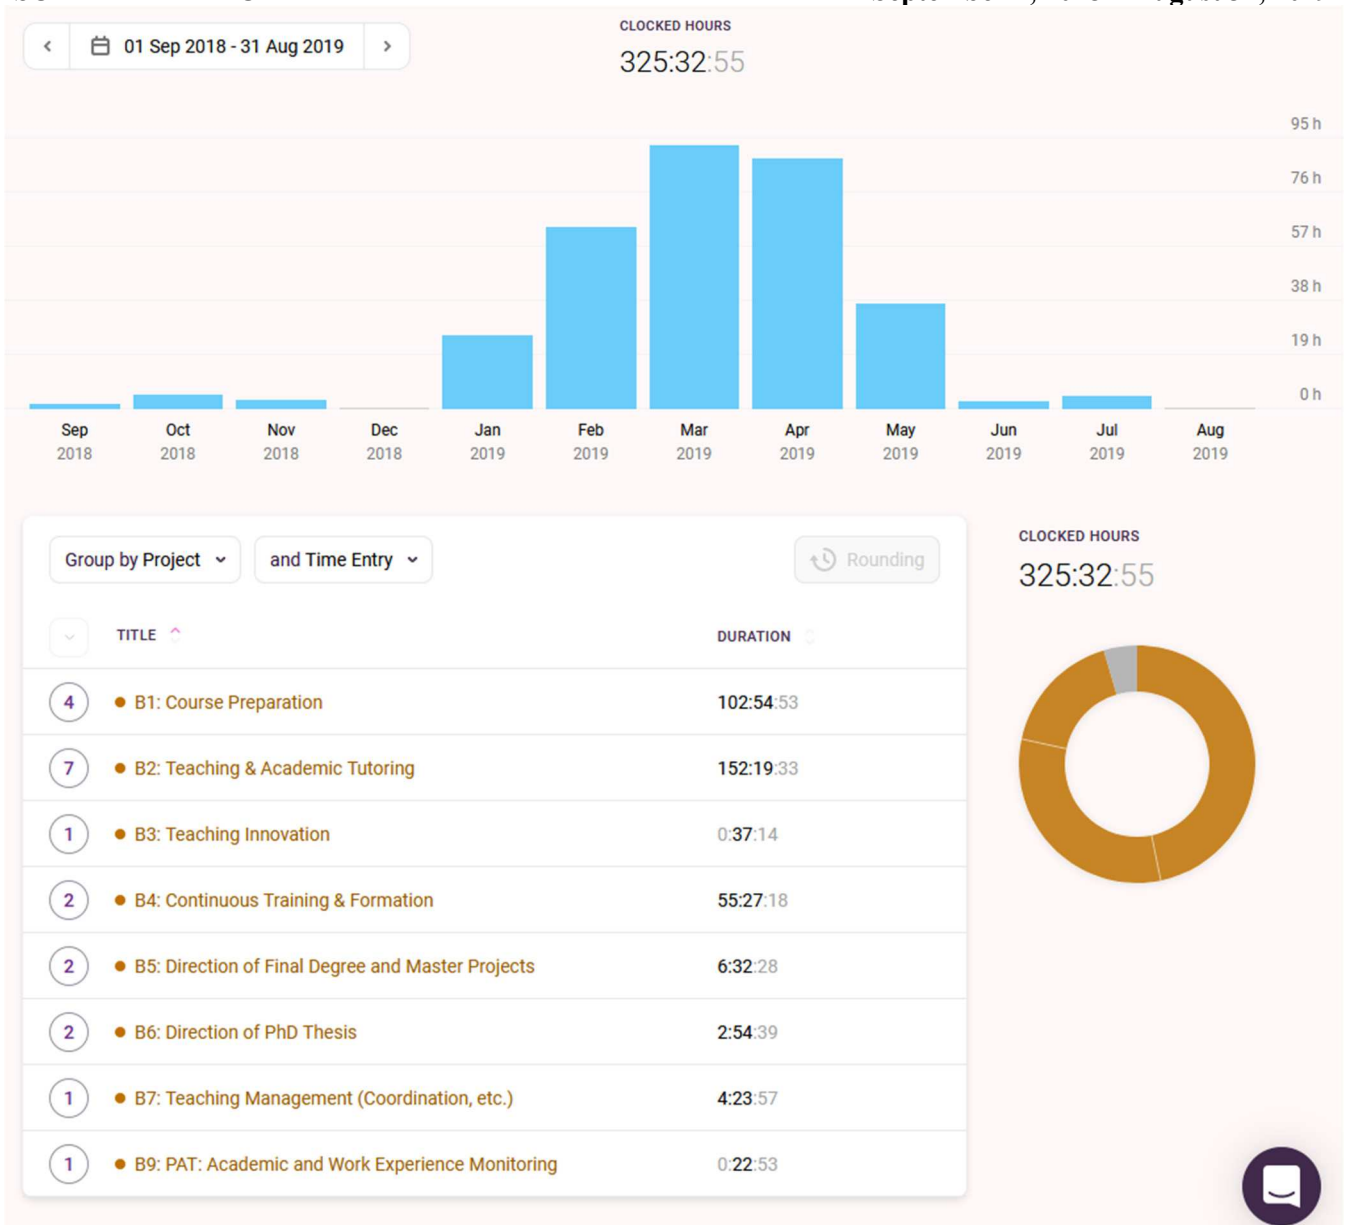 01 Sep 2018 - 31 Aug 2019
CLOCKED HOURS
325:32:55
95 h
76 h
57 h
38 h
19 h
0 h
Sep Oct Nov Dec Jan Feb Mar Apr May Jun Jul Aug
2018 2018 2018 2018 2019 2019 2019 2019 2019 2019 2019 2019
Group by Project and Time Entry Rounding
TITLE DURATION
4 B1: Course Preparation 102:54:53
7 B2: Teaching & Academic Tutoring 152:19:33
1 B3: Teaching Innovation 0:37:14
2 B4: Continuous Training & Formation 55:27:18
2 B5: Direction of Final Degree and Master Projects 6:32:28
2 B6: Direction of PhD Thesis 2:54:39
1 B7: Teaching Management (Coordination, etc.) 4:23:57
1 B9: PAT: Academic and Work Experience Monitoring 0:22:53
CLOCKED HOURS
325:32:55